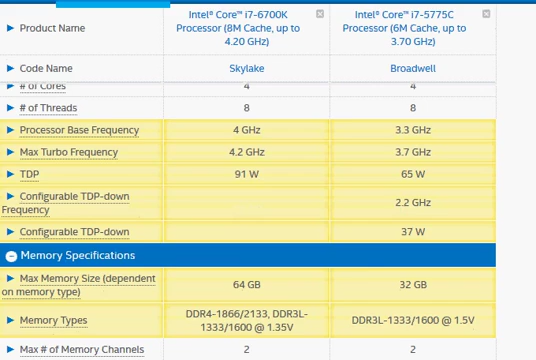 Product Name
Intel® Core™ i7-6700K
Processor (8M Cache, up to
4.20 GHz)
Intel® Core™ i7-5775C
Processor (6M Cache, up to
3.70 GHz)
Code Name Skylake Broadwell
# of Cores 4 4
# of Threads 8 8
Processor Base Frequency 4 GHz 3.3 GHz
Max Turbo Frequency 4.2 GHz 3.7 GHz
TDP 91 W 65 W
Configurable TDP-down
Frequency
2.2 GHz
Configurable TDP-down 37 W
Memory Specifications
Max Memory Size (dependent
on memory type)
64 GB 32 GB
Memory Types
DDR4-1866/2133, DDR3L-
1333/1600 @ 1.35V
DDR3L-1333/1600 @ 1.5V
Max # of Memory Channels 2 2